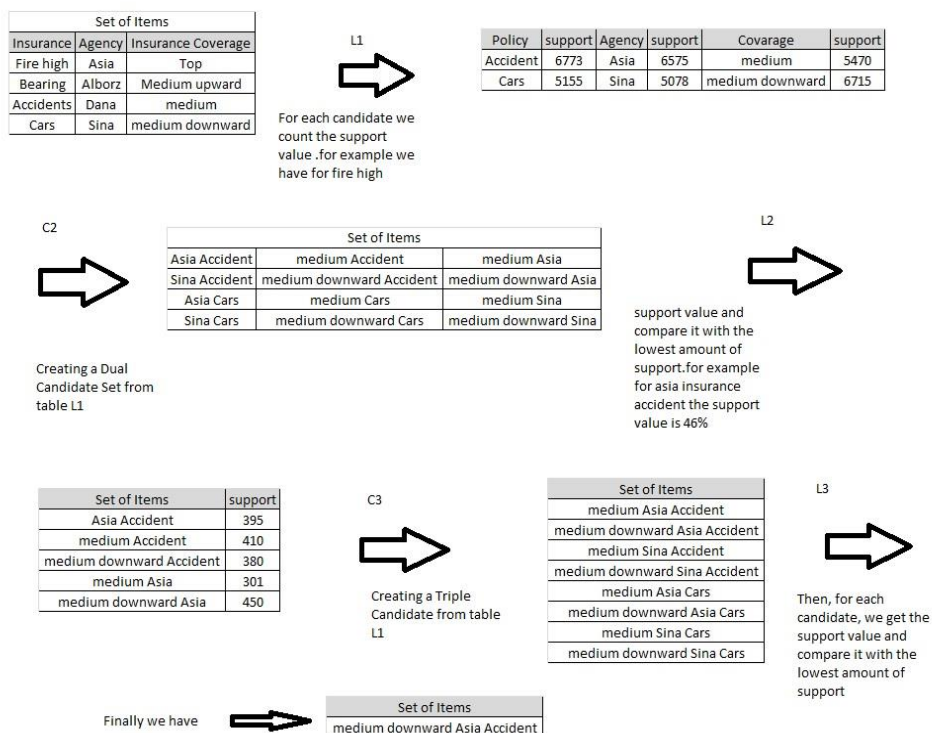 Set of Items
Insurance Agency Insurance Coverage
Fire high Asia Top
Bearing Alborz Medium upward
Accidents Dana medium
Cars Sina medium downward
L1
For each candidate we
count the support
value .for example we
have for fire high
Policy support Agency support Covarage support
Accident 6773 Asia 6575 medium 5470
Cars 5155 Sina 5078 medium downward 6715
C2
Creating a Dual
Candidate Set from
table L1
Set of Items
Asia Accident medium Accident medium Asia
Sina Accident medium downward Accident medium downward Asia
Asia Cars medium Cars medium Sina
Sina Cars medium downward Cars medium downward Sina
L2
support value and
compare it with the
lowest amount of
support.for example
for asia insurance
accident the support
value is 46%
Set of Items support
Asia Accident 395
medium Accident 410
medium downward Accident 380
medium Asia 301
medium downward Asia 450
C3
Creating a Triple
Candidate from table
L1
Set of Items
medium Asia Accident
medium downward Asia Accident
medium Sina Accident
medium downward Sina Accident
medium Asia Cars
medium downward Asia Cars
medium Sina Cars
medium downward Sina Cars
L3
Then, for each
candidate, we get the
support value and
compare it with the
lowest amount of
support
Finally we have
Set of Items
medium downward Asia Accident